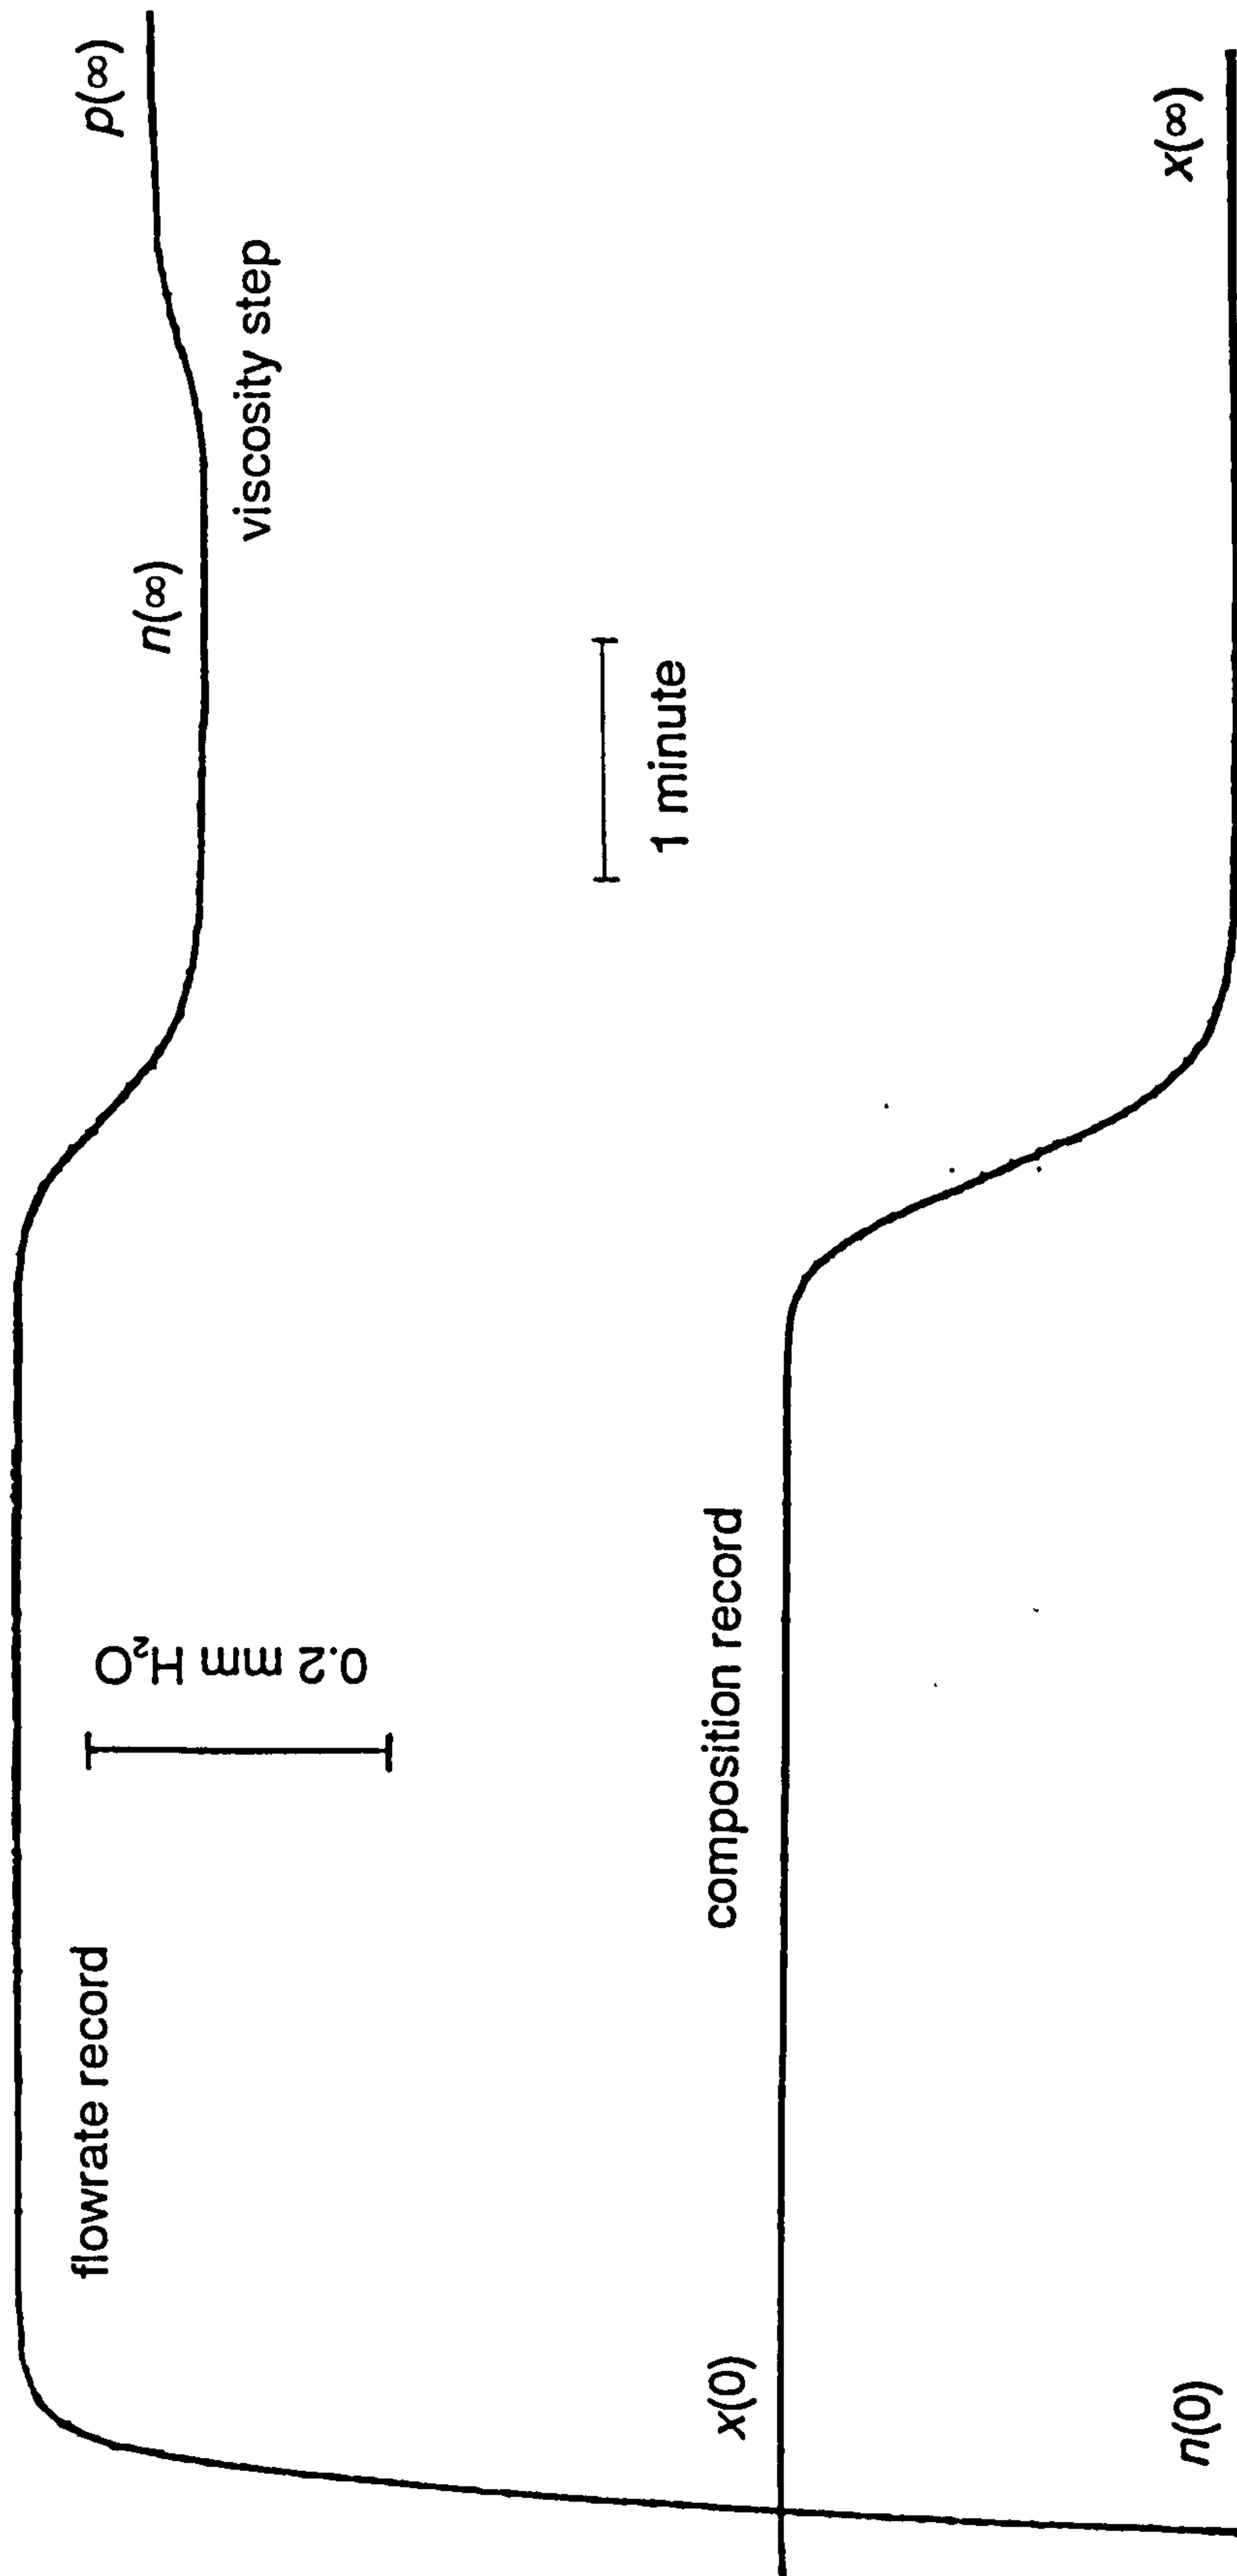 p(∞)
n(∞)
viscosity step
flowrate record
0.2 mm H₂O
1 minute
composition record
x(0)
x(∞)
n(0)